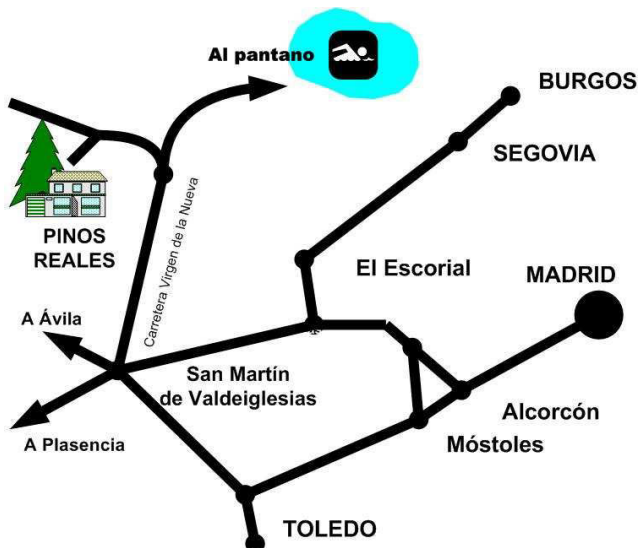 Al pantano
BURGOS
SEGOVIA
PINOS
REALES
Carretera Virgen de la Nueva
El Escorial
MADRID
A Ávila
San Martín
de Valdeiglesias
Alcorcón
A Plasencia
Móstoles
TOLEDO